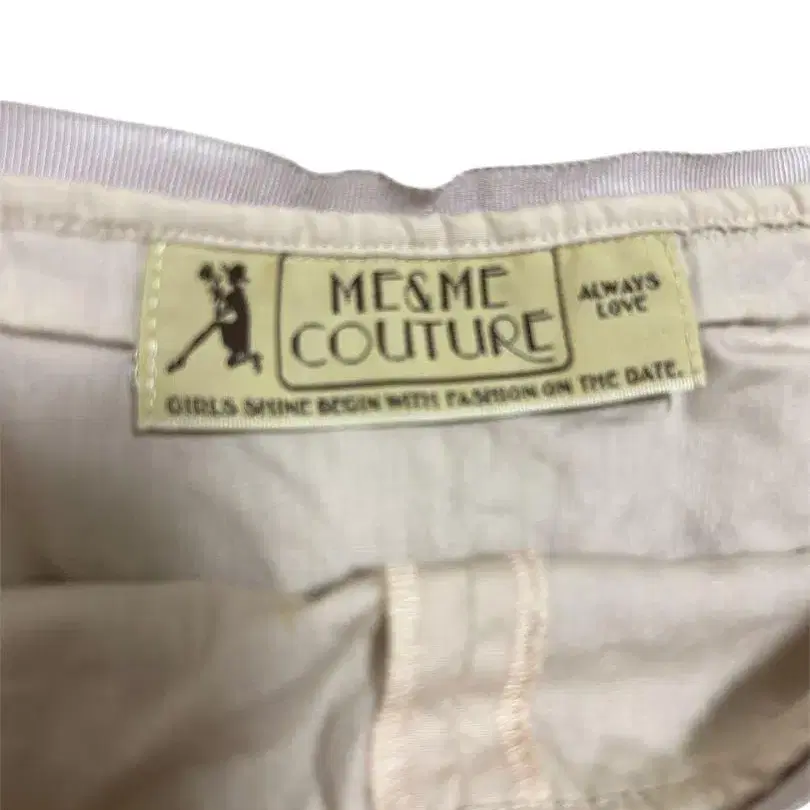 ME&ME
COUTURE
ALWAYS
LOVE
GIRLS SHINE BEGIN WITH FASHION ON THE DATE.